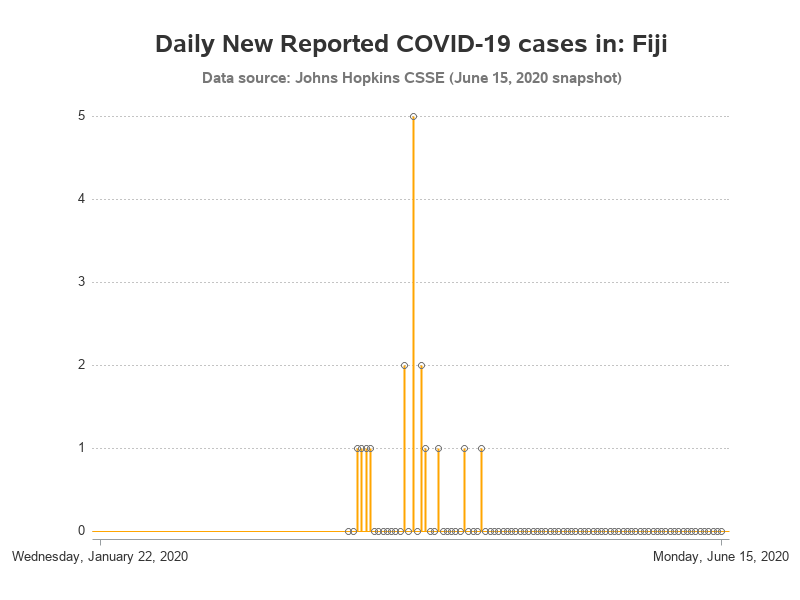 Daily New Reported COVID-19 cases in: Fiji
Data source: Johns Hopkins CSSE (June 15, 2020 snapshot)
5
4
3
2
1
0
Wednesday, January 22, 2020 Monday, June 15, 2020